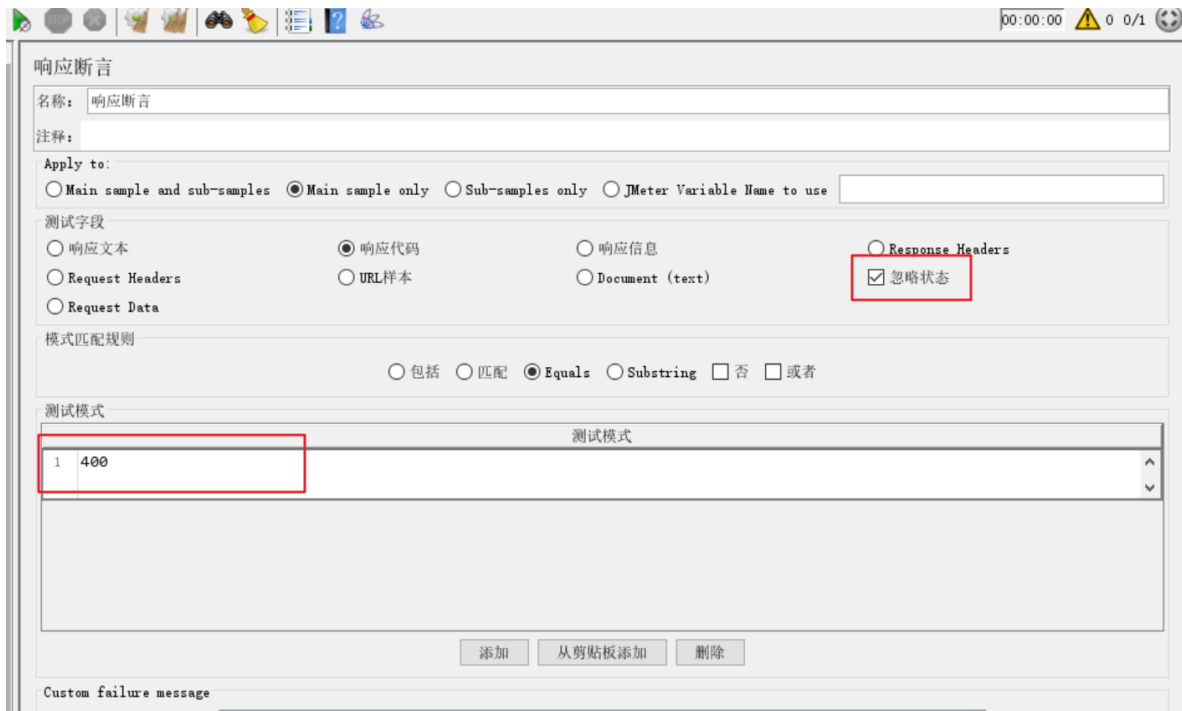 STOP
00:00:00 0 0/1
响应断言
名称： 响应断言
注释：
Apply to:
Main sample and sub-samples Main sample only Sub-samples only JMeter Variable Name to use
测试字段
响应文本 响应代码 响应信息 Response Headers
Request Headers URL样本 Document (text) 忽略状态
Request Data
模式匹配规则
包括 匹配 Equals Substring 否 或者
测试模式
测试模式
1 400
添加 从剪贴板添加 删除
Custom failure message